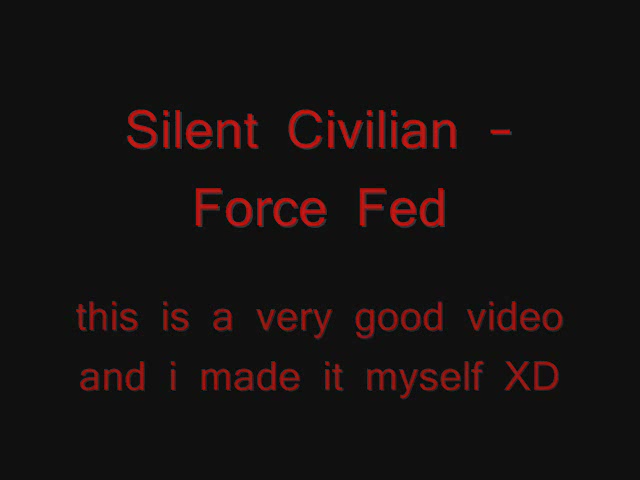 Silent Civilian -
Force Fed
this is a very good video
and i made it myself XD